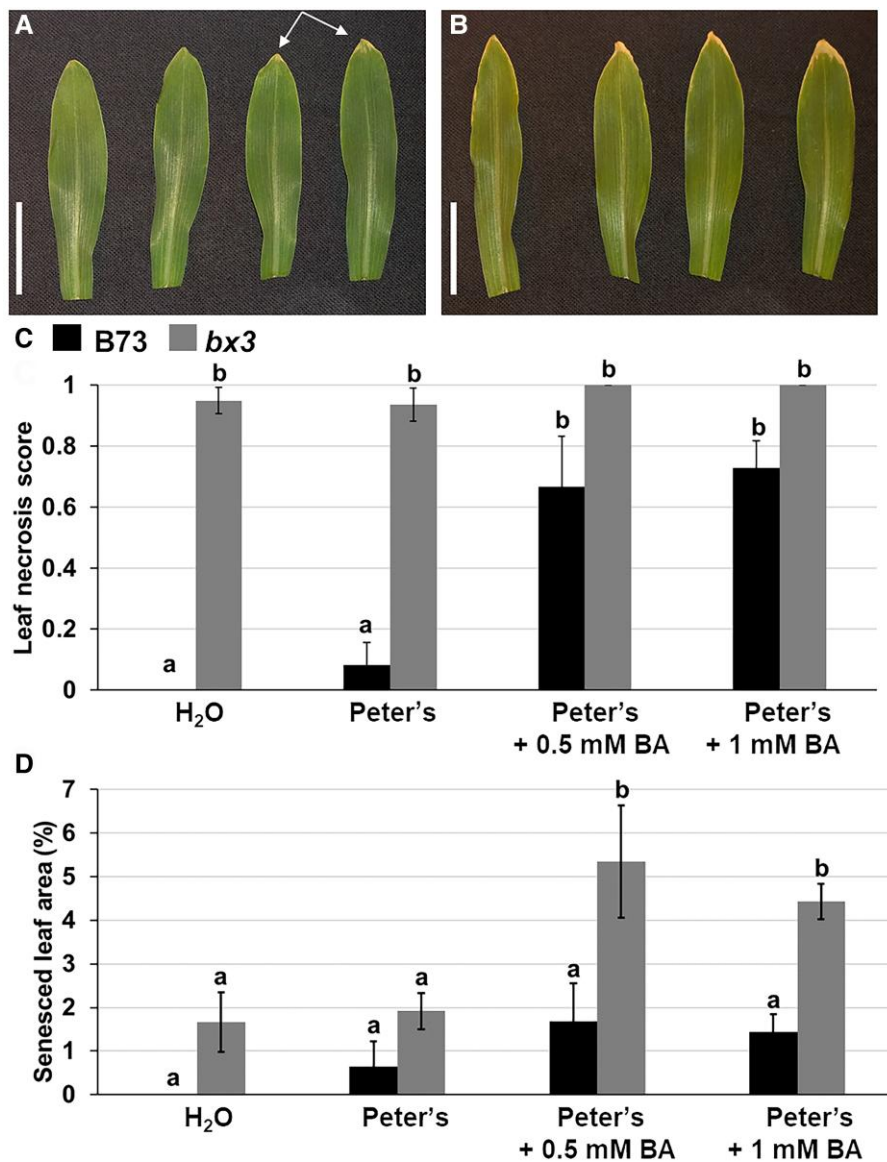 A
B
C B73 bx3
b b b b
1
b b
0.8
0.6
0.4
0.2
a a
0
Leaf necrosis score
H₂O Peter's Peter's Peter's
+ 0.5 mM BA + 1 mM BA
D
7
b
6
5
b
4
3
a a a a
2
a
1
a
0
Senesced leaf area (%)
H₂O Peter's Peter's Peter's
+ 0.5 mM BA + 1 mM BA